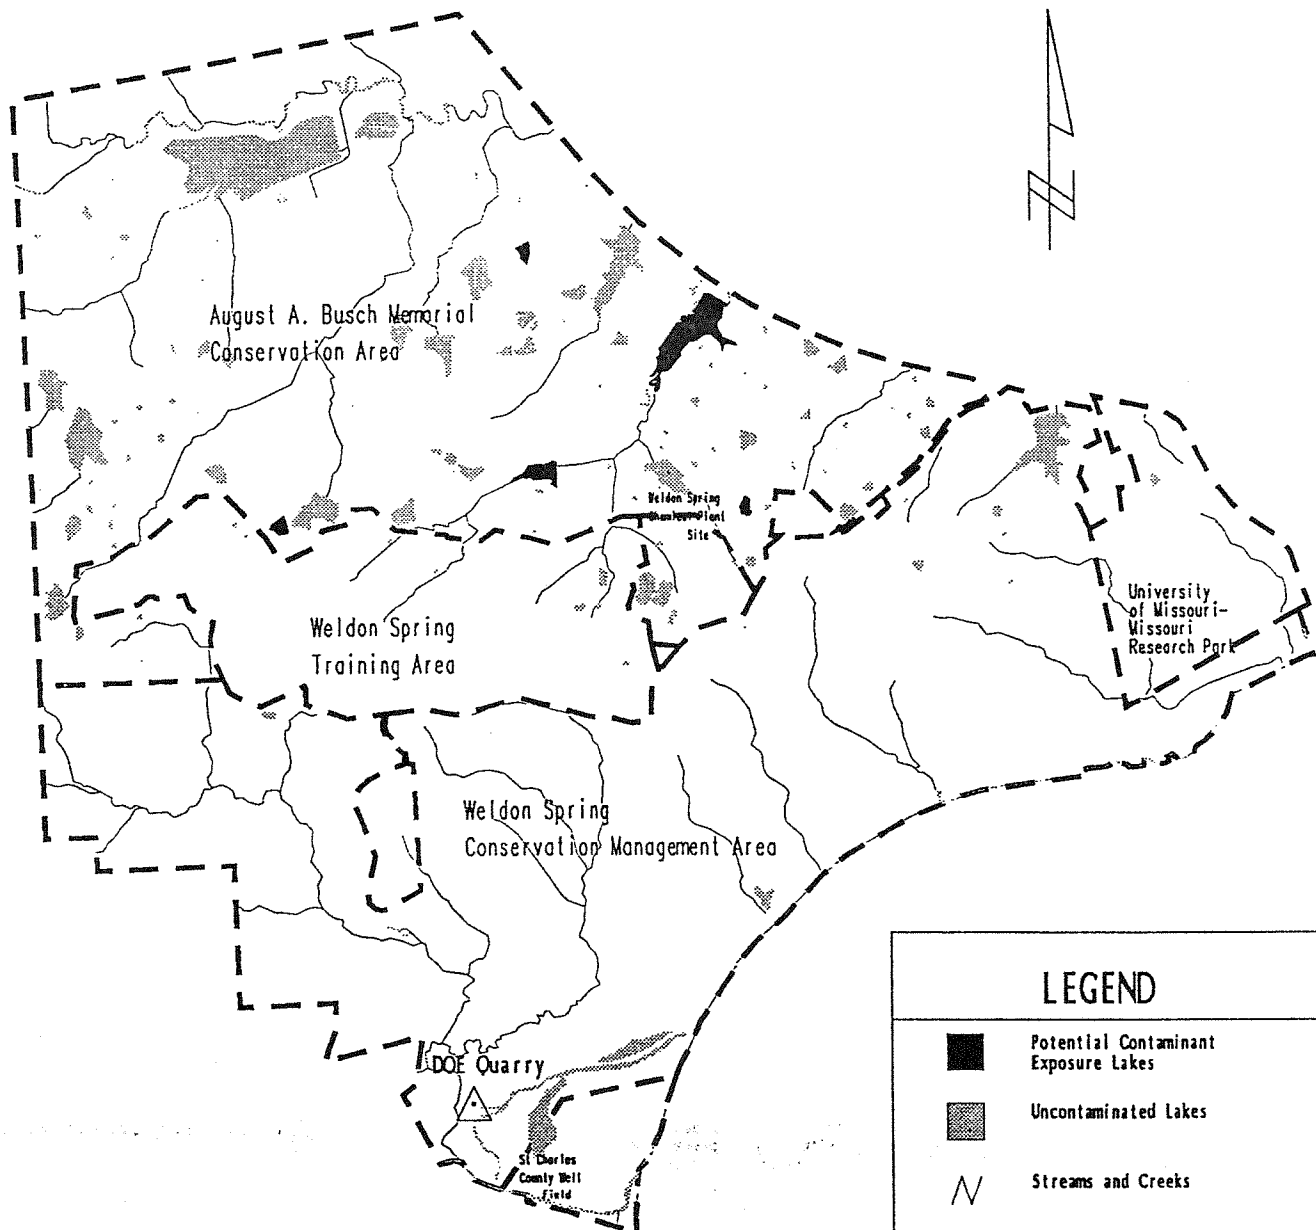 N
August A. Busch Memorial
Conservation Area
Weldon Spring
Chemical Plant
Site
University
of Missouri-
Missouri
Research Park
Weldon Spring
Training Area
Weldon Spring
Conservation Management Area
DOE Quarry
St Charles
County Well
Field
LEGEND
Potential Contaminant
Exposure Lakes
Uncontaminated Lakes
Streams and Creeks